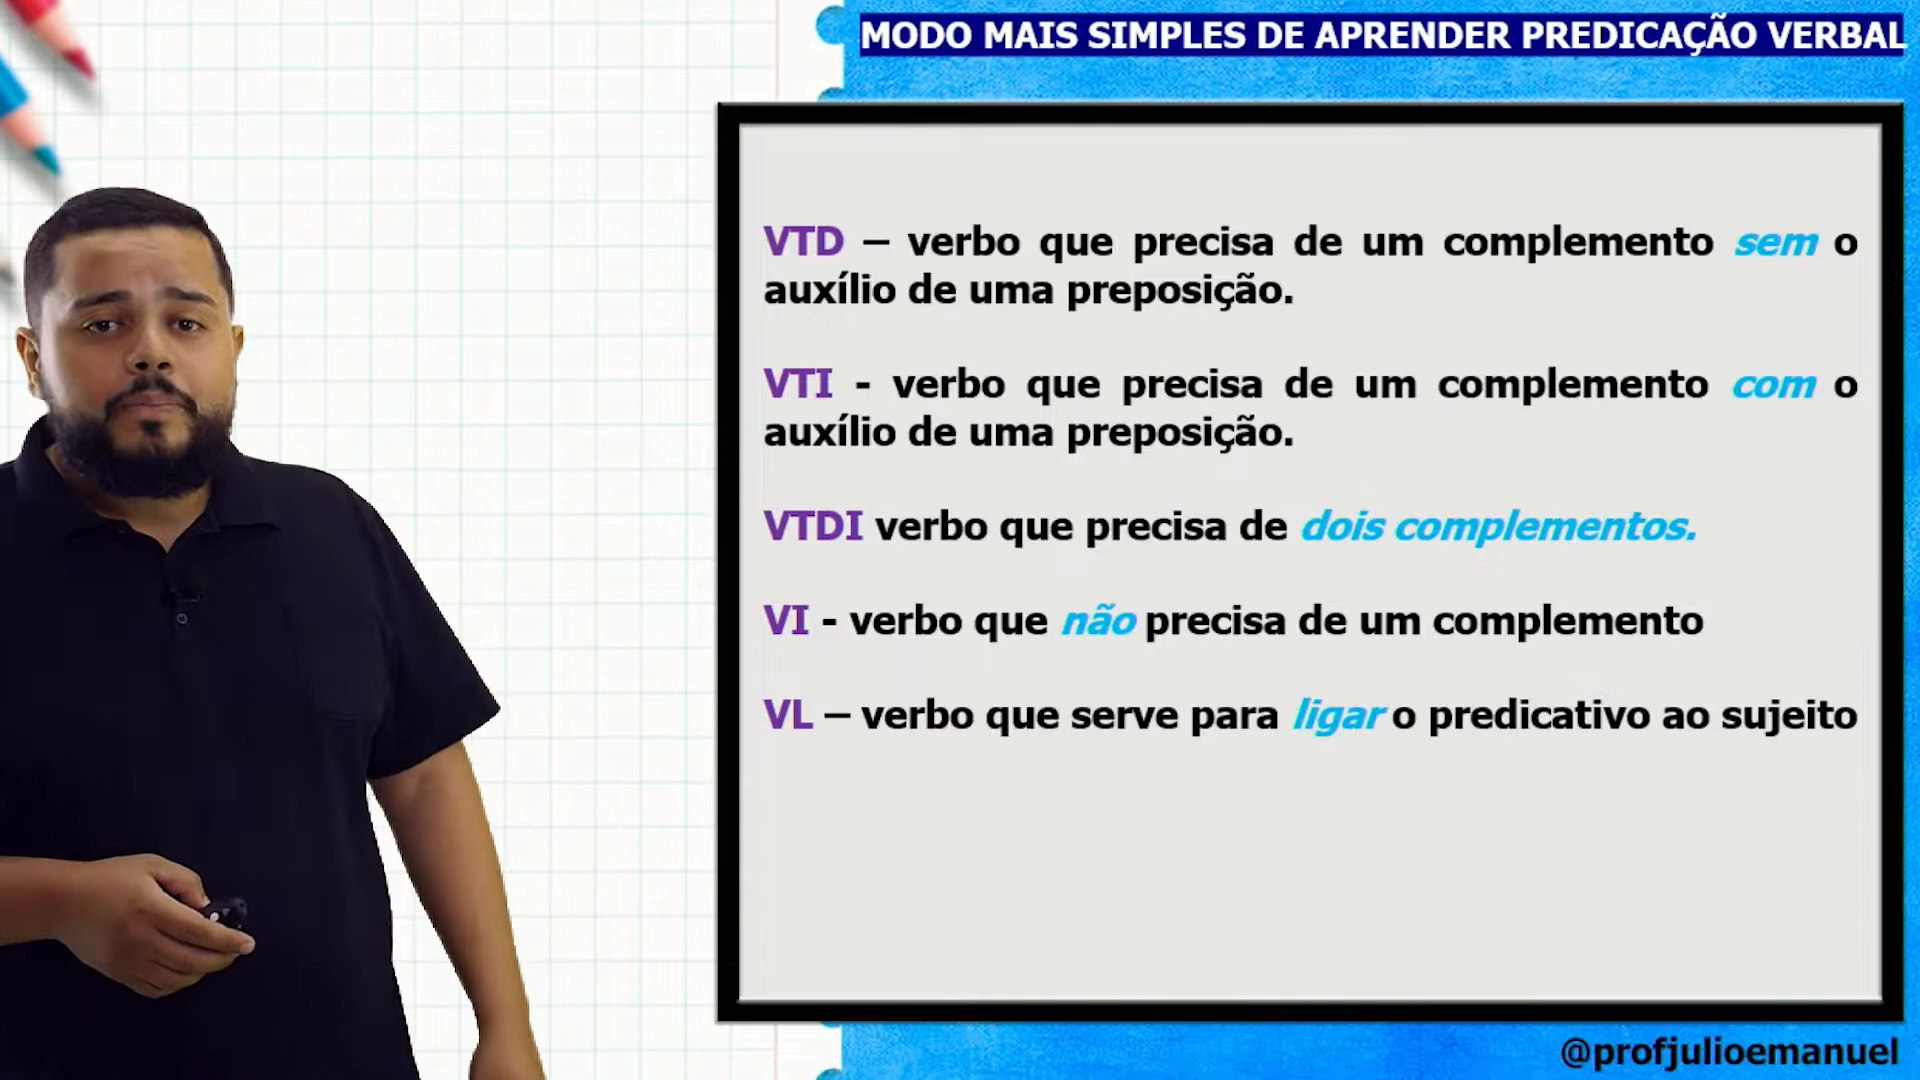 MODO MAIS SIMPLES DE APRENDER PREDICAÇÃO VERBAL
VTD – verbo que precisa de um complemento sem o
auxílio de uma preposição.
VTI - verbo que precisa de um complemento com o
auxílio de uma preposição.
VTDI verbo que precisa de dois complementos.
VI - verbo que não precisa de um complemento
VL – verbo que serve para ligar o predicativo ao sujeito
@profjulioemanuel